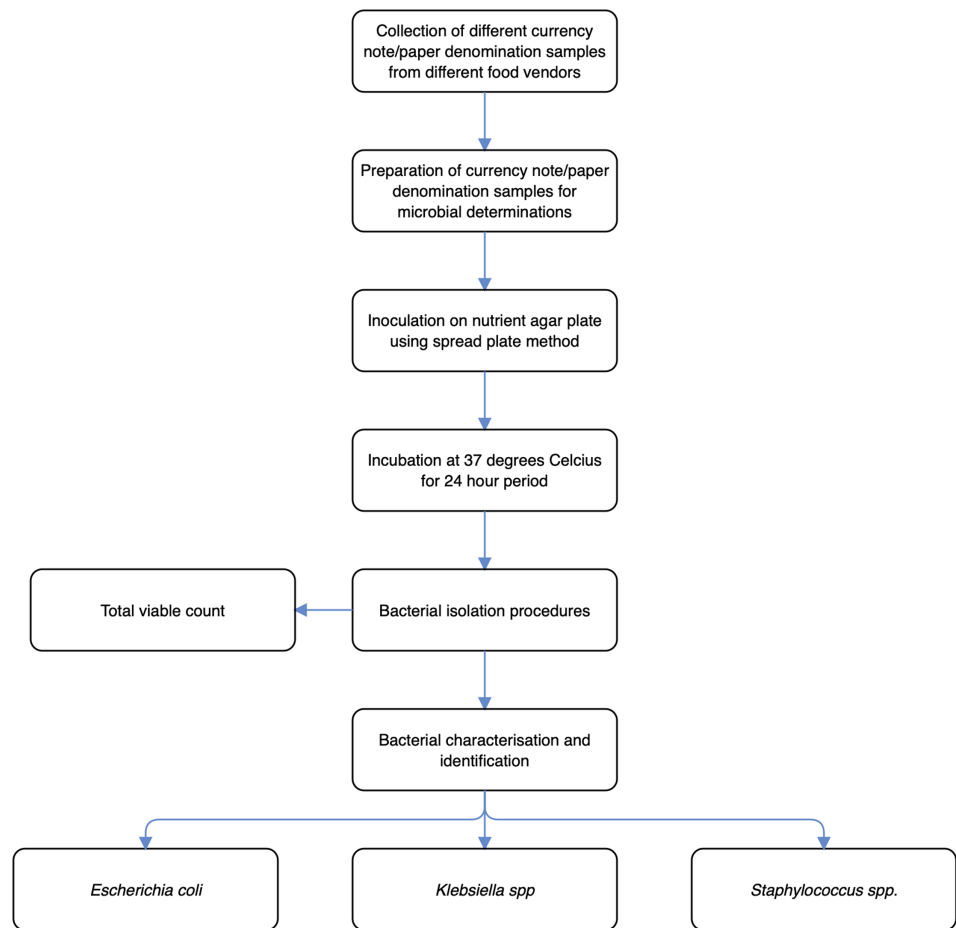 Collection of different currency
note/paper denomination samples
from different food vendors
Preparation of currency note/paper
denomination samples for
microbial determinations
Inoculation on nutrient agar plate
using spread plate method
Incubation at 37 degrees Celcius
for 24 hour period
Total viable count
Bacterial isolation procedures
Bacterial characterisation and
identification
Escherichia coli
Klebsiella spp
Staphylococcus spp.